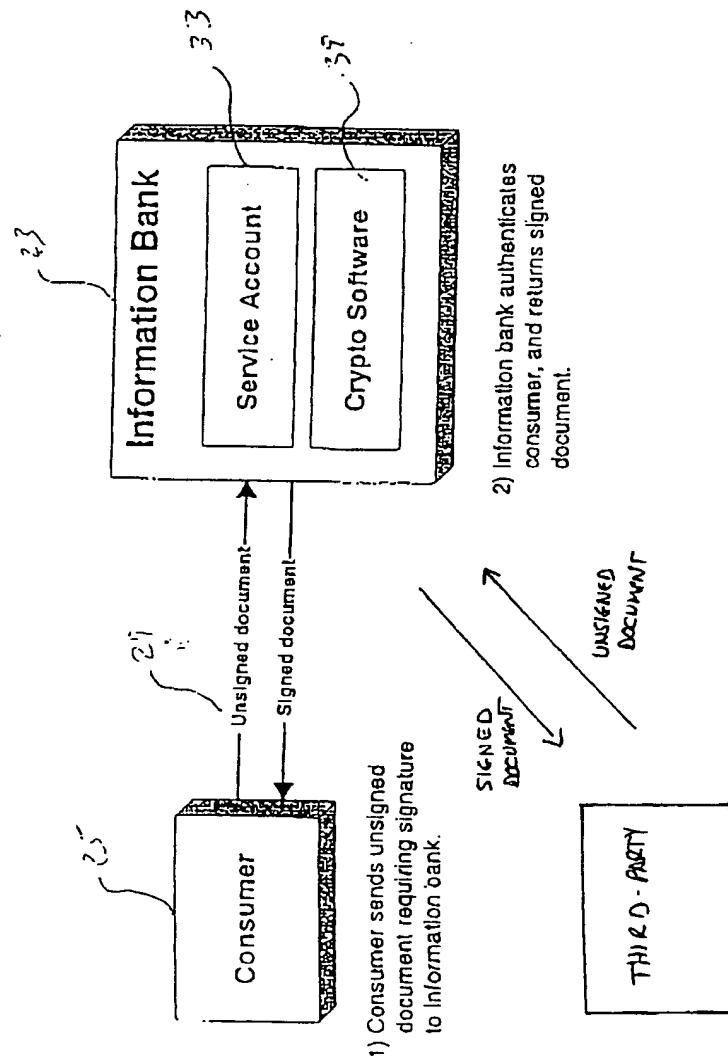 23
Information Bank
Service Account
33
Crypto Software
Unsigned document
Signed document
25
Consumer
1) Consumer sends unsigned
document requiring signature
to Information bank.
2) Information bank authenticates
consumer, and returns signed
document.
SIGNED
DOCUMENT
UNSIGNED
DOCUMENT
THIRD-PARTY